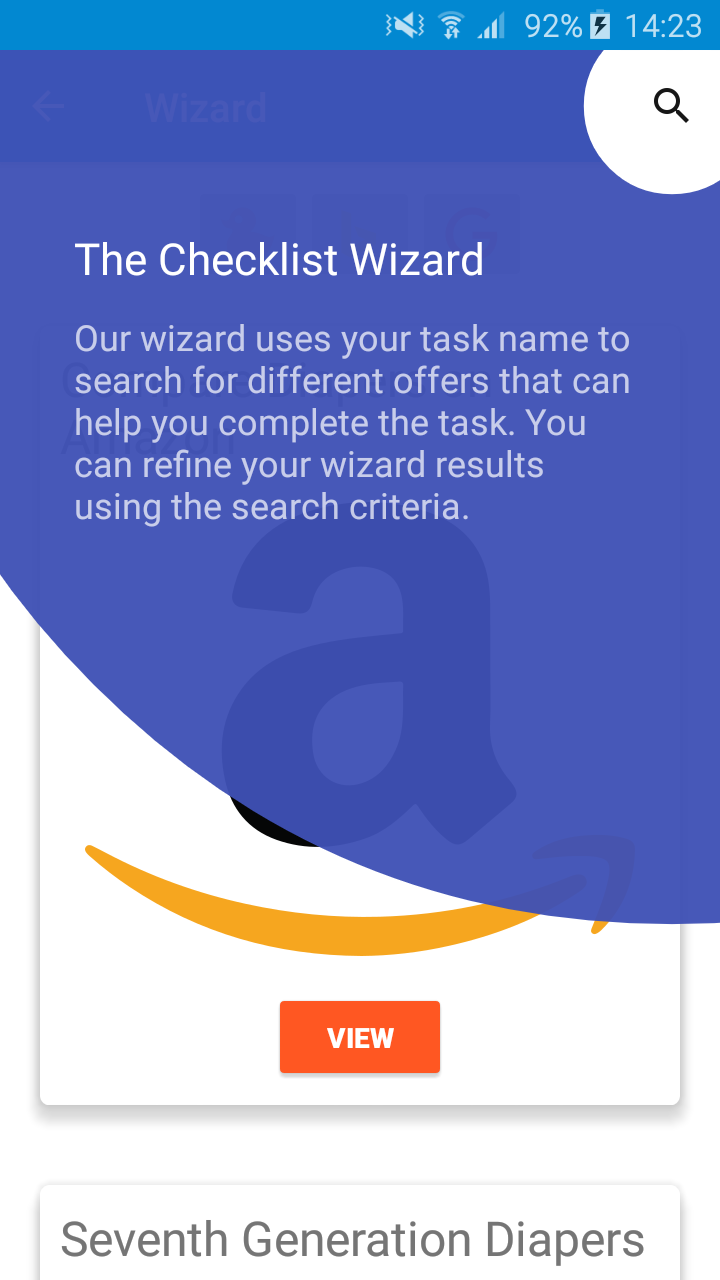 92% 14:23
Wizard
The Checklist Wizard
Our wizard uses your task name to
search for different offers that can
help you complete the task. You
can refine your wizard results
using the search criteria.
Amazon
a
VIEW
Seventh Generation Diapers